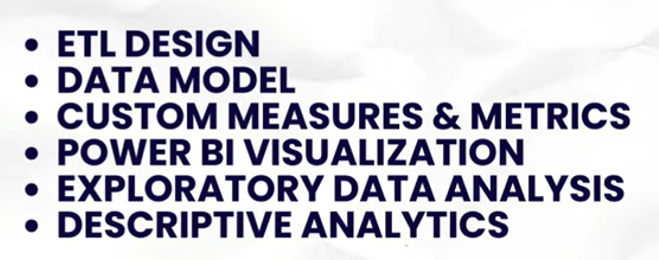 • ETL DESIGN
• DATA MODEL
• CUSTOM MEASURES & METRICS
• POWER BI VISUALIZATION
• EXPLORATORY DATA ANALYSIS
• DESCRIPTIVE ANALYTICS